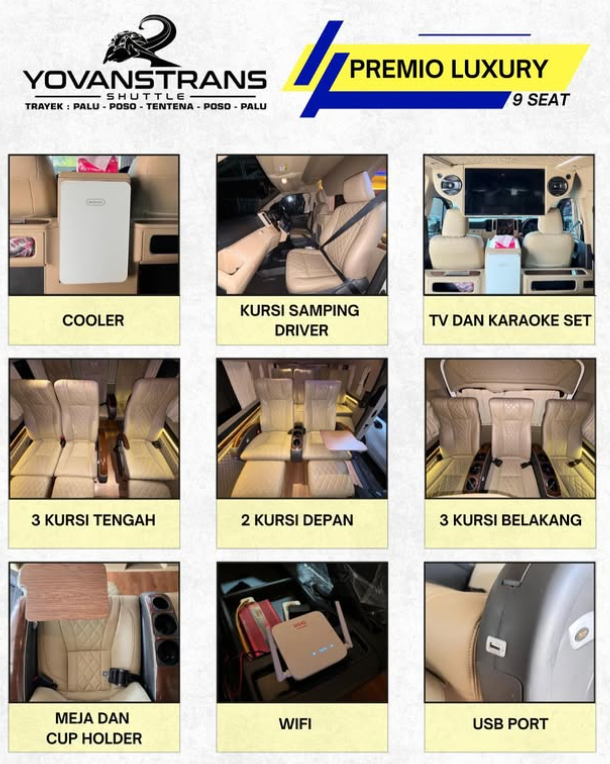 YOVANSTRANS
SHUTTLE
TRAYEK : PALU - POSO - TENTENA - POSO - PALU
PREMIO LUXURY
9 SEAT
COOLER
KURSI SAMPING
DRIVER
TV DAN KARAOKE SET
3 KURSI TENGAH
2 KURSI DEPAN
3 KURSI BELAKANG
MEJA DAN
CUP HOLDER
WIFI
USB PORT